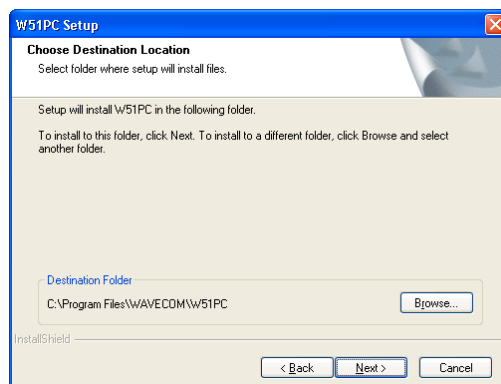 W51PC Setup
Choose Destination Location
Select folder where setup will install files.
Setup will install W51PC in the following folder.
To install to this folder, click Next. To install to a different folder, click Browse and select
another folder.
Destination Folder
C:\Program Files\WAVECOM\W51PC
Browse...
InstallShield
< Back
Next >
Cancel